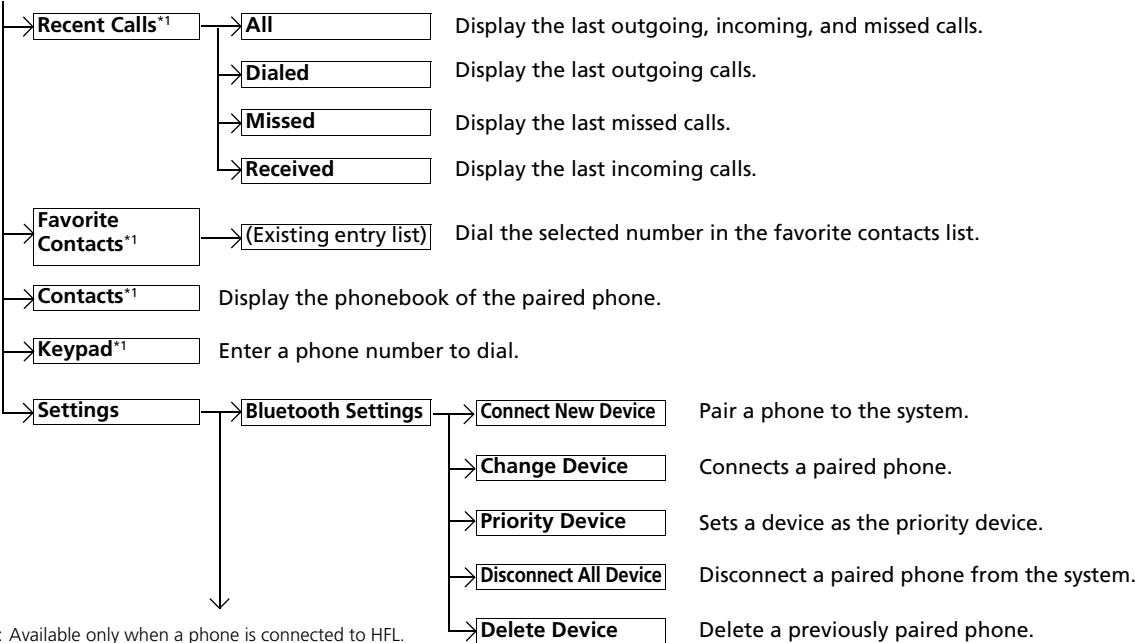 Recent Calls*1 All Display the last outgoing, incoming, and missed calls.
Dialed Display the last outgoing calls.
Missed Display the last missed calls.
Received Display the last incoming calls.
Favorite
Contacts*1 (Existing entry list) Dial the selected number in the favorite contacts list.
Contacts*1 Display the phonebook of the paired phone.
Keypad*1 Enter a phone number to dial.
Settings Bluetooth Settings Connect New Device Pair a phone to the system.
Change Device Connects a paired phone.
Priority Device Sets a device as the priority device.
Disconnect All Device Disconnect a paired phone from the system.
Delete Device Delete a previously paired phone.
: Available only when a phone is connected to HFL.